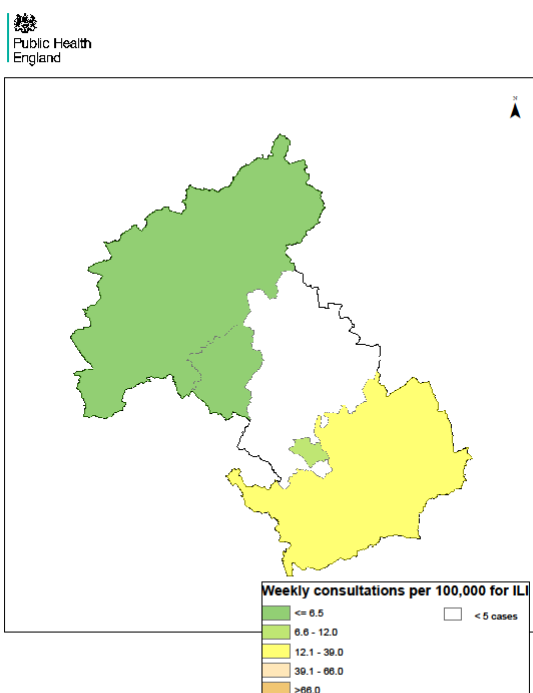 Public Health
England
N
Weekly consultations per 100,000 for ILI
<= 6.5
< 5 cases
6.6 - 12.0
12.1 - 39.0
39.1 - 66.0
>66.0